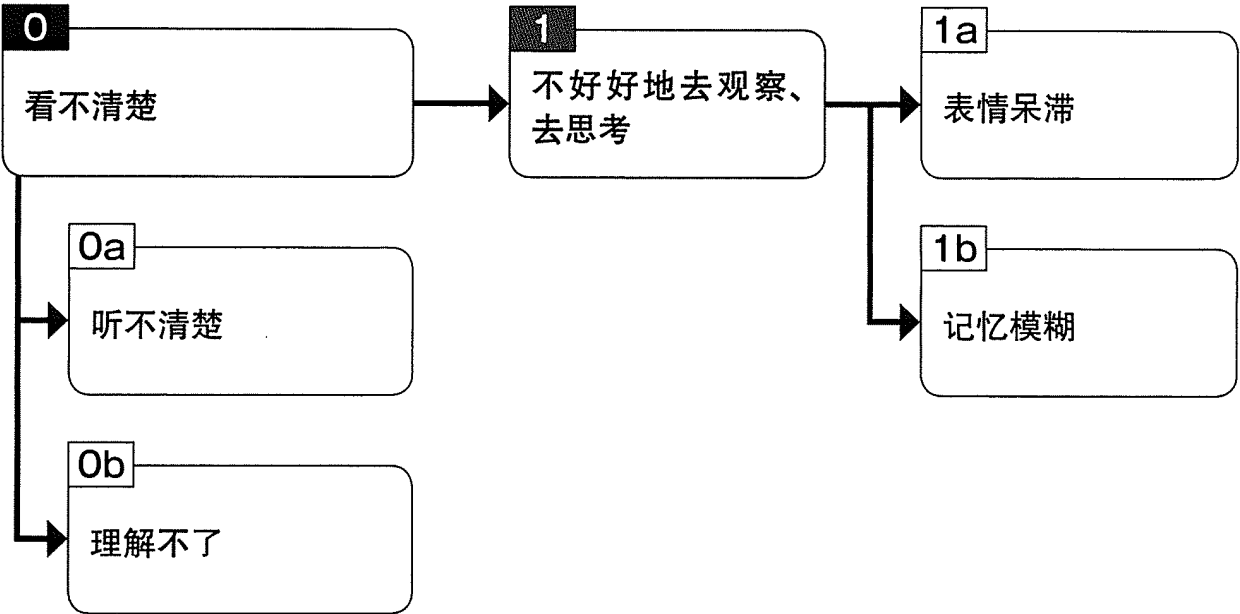 0
看不清楚
1
不好好地去观察、
去思考
1a
表情呆滞
0a
听不清楚
1b
记忆模糊
0b
理解不了